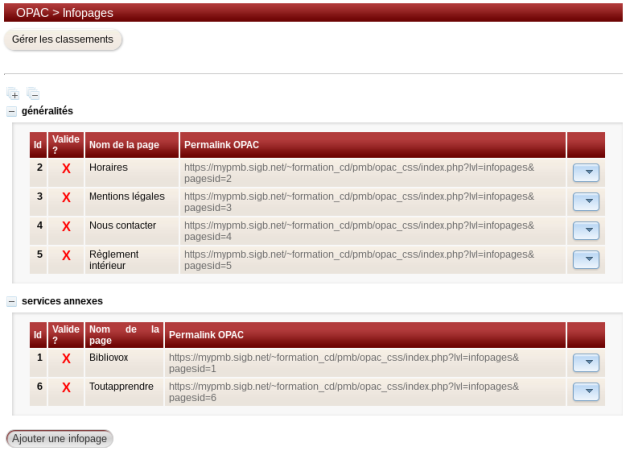 OPAC > Infopages
Gérer les classements
généralités
Id Valide ? Nom de la page Permalink OPAC
2 X Horaires https://mypmb.sigb.net/~formation_cd/pmb/opac_css/index.php?lvl=infopages&
pagesid=2
3 X Mentions légales https://mypmb.sigb.net/~formation_cd/pmb/opac_css/index.php?lvl=infopages&
pagesid=3
4 X Nous contacter https://mypmb.sigb.net/~formation_cd/pmb/opac_css/index.php?lvl=infopages&
pagesid=4
5 X Règlement intérieur https://mypmb.sigb.net/~formation_cd/pmb/opac_css/index.php?lvl=infopages&
pagesid=5
services annexes
Id Valide ? Nom de la page Permalink OPAC
1 X Bibliovox https://mypmb.sigb.net/~formation_cd/pmb/opac_css/index.php?lvl=infopages&
pagesid=1
6 X Toutapprendre https://mypmb.sigb.net/~formation_cd/pmb/opac_css/index.php?lvl=infopages&
pagesid=6
Ajouter une infopage